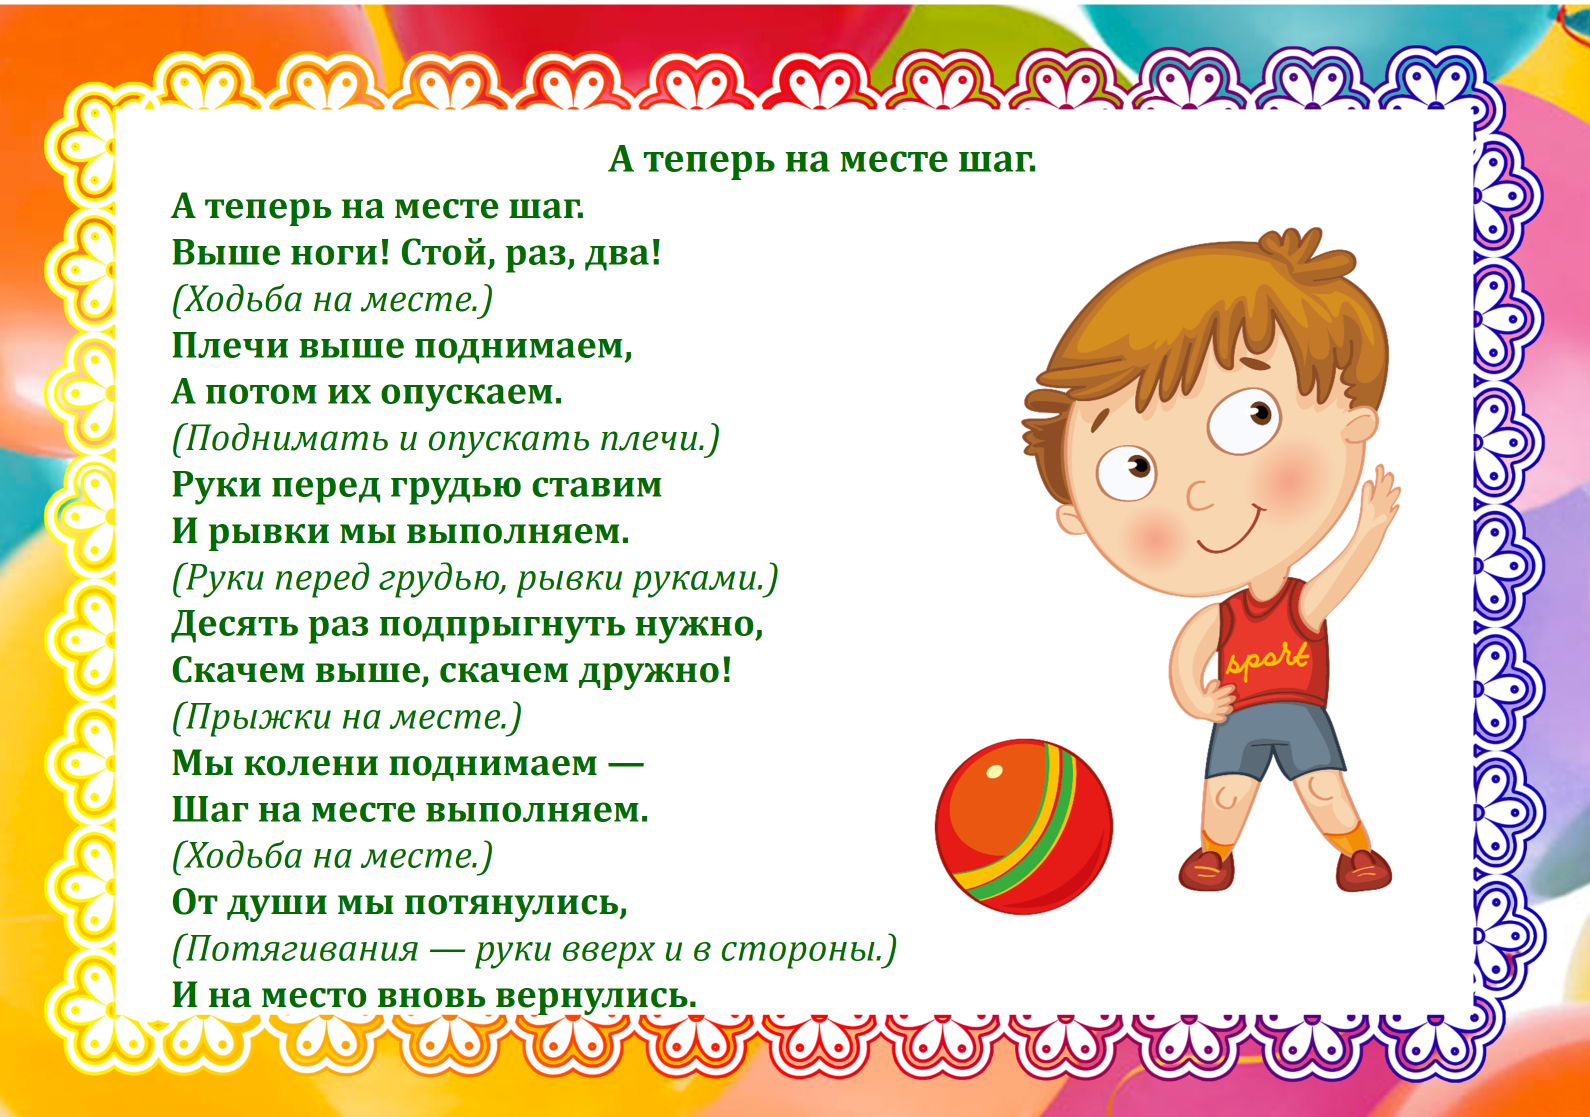 А теперь на месте шаг.
А теперь на месте шаг.
Выше ноги! Стой, раз, два!
(Ходьба на месте.)
Плечи выше поднимаем,
А потом их опускаем.
(Поднимать и опускать плечи.)
Руки перед грудью ставим
И рывки мы выполняем.
(Руки перед грудью, рывки руками.)
Десять раз подпрыгнуть нужно,
Скачем выше, скачем дружно!
(Прыжки на месте.)
Мы колени поднимаем —
Шаг на месте выполняем.
(Ходьба на месте.)
От души мы потянулись,
(Потягивания — руки вверх и в стороны.)
И на место вновь вернулись.
sport